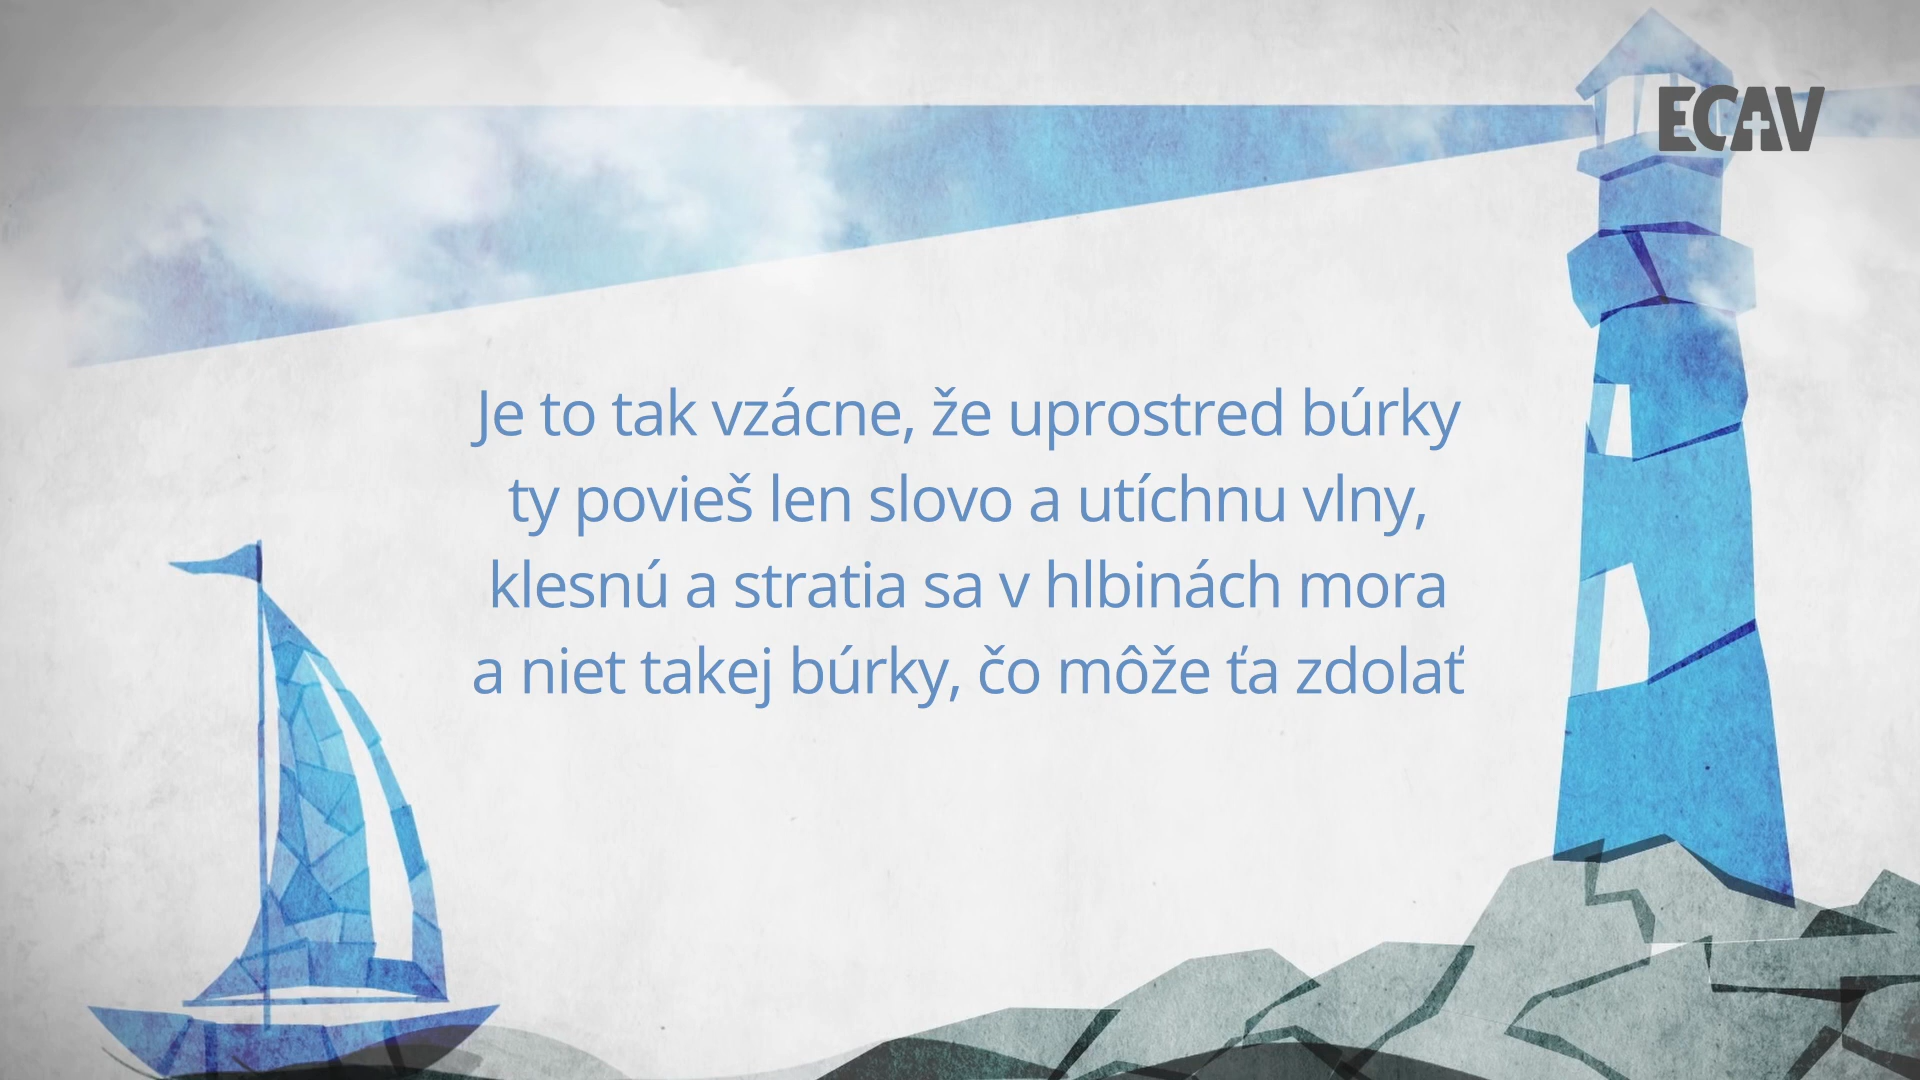 ECAV
Je to tak vzácne, že uprostred búrky
ty povieš len slovo a utíchnu vlny,
klesnú a stratia sa v hlbinách mora
a niet takej búrky, čo môže ťa zdolať